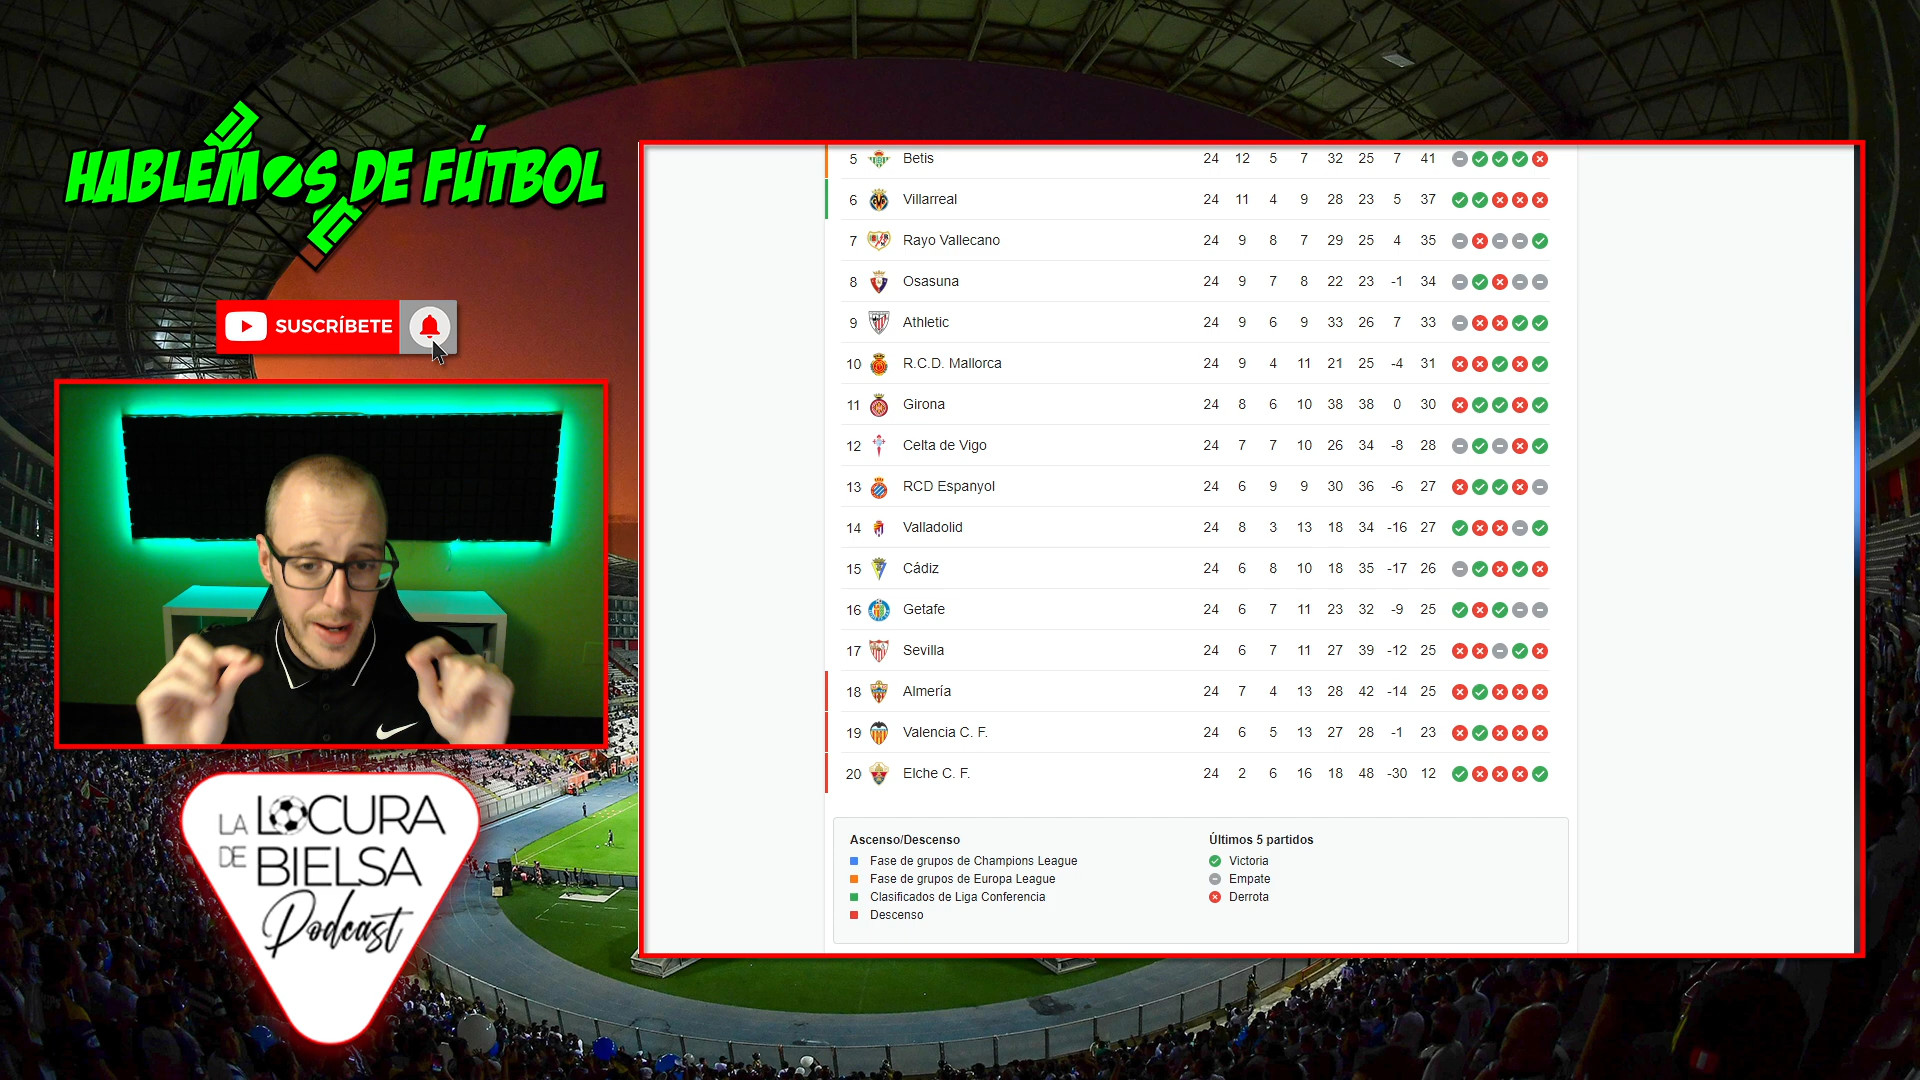 HABLEMOS DE FÚTBOL
SUSCRÍBETE
LA LOCURA
DE BIELSA
Podcast
5 Betis 24 12 5 7 32 25 7 41
6 Villarreal 24 11 4 9 28 23 5 37
7 Rayo Vallecano 24 9 8 7 29 25 4 35
8 Osasuna 24 9 7 8 22 23 -1 34
9 Athletic 24 9 6 9 33 26 7 33
10 R.C.D. Mallorca 24 9 4 11 21 25 -4 31
11 Girona 24 8 6 10 38 38 0 30
12 Celta de Vigo 24 7 7 10 26 34 -8 28
13 RCD Espanyol 24 6 9 9 30 36 -6 27
14 Valladolid 24 8 3 13 18 34 -16 27
15 Cádiz 24 6 8 10 18 35 -17 26
16 Getafe 24 6 7 11 23 32 -9 25
17 Sevilla 24 6 7 11 27 39 -12 25
18 Almería 24 7 4 13 28 42 -14 25
19 Valencia C. F. 24 6 5 13 27 28 -1 23
20 Elche C. F. 24 2 6 16 18 48 -30 12
Ascenso/Descenso
Fase de grupos de Champions League
Fase de grupos de Europa League
Clasificados de Liga Conferencia
Descenso
Últimos 5 partidos
Victoria
Empate
Derrota